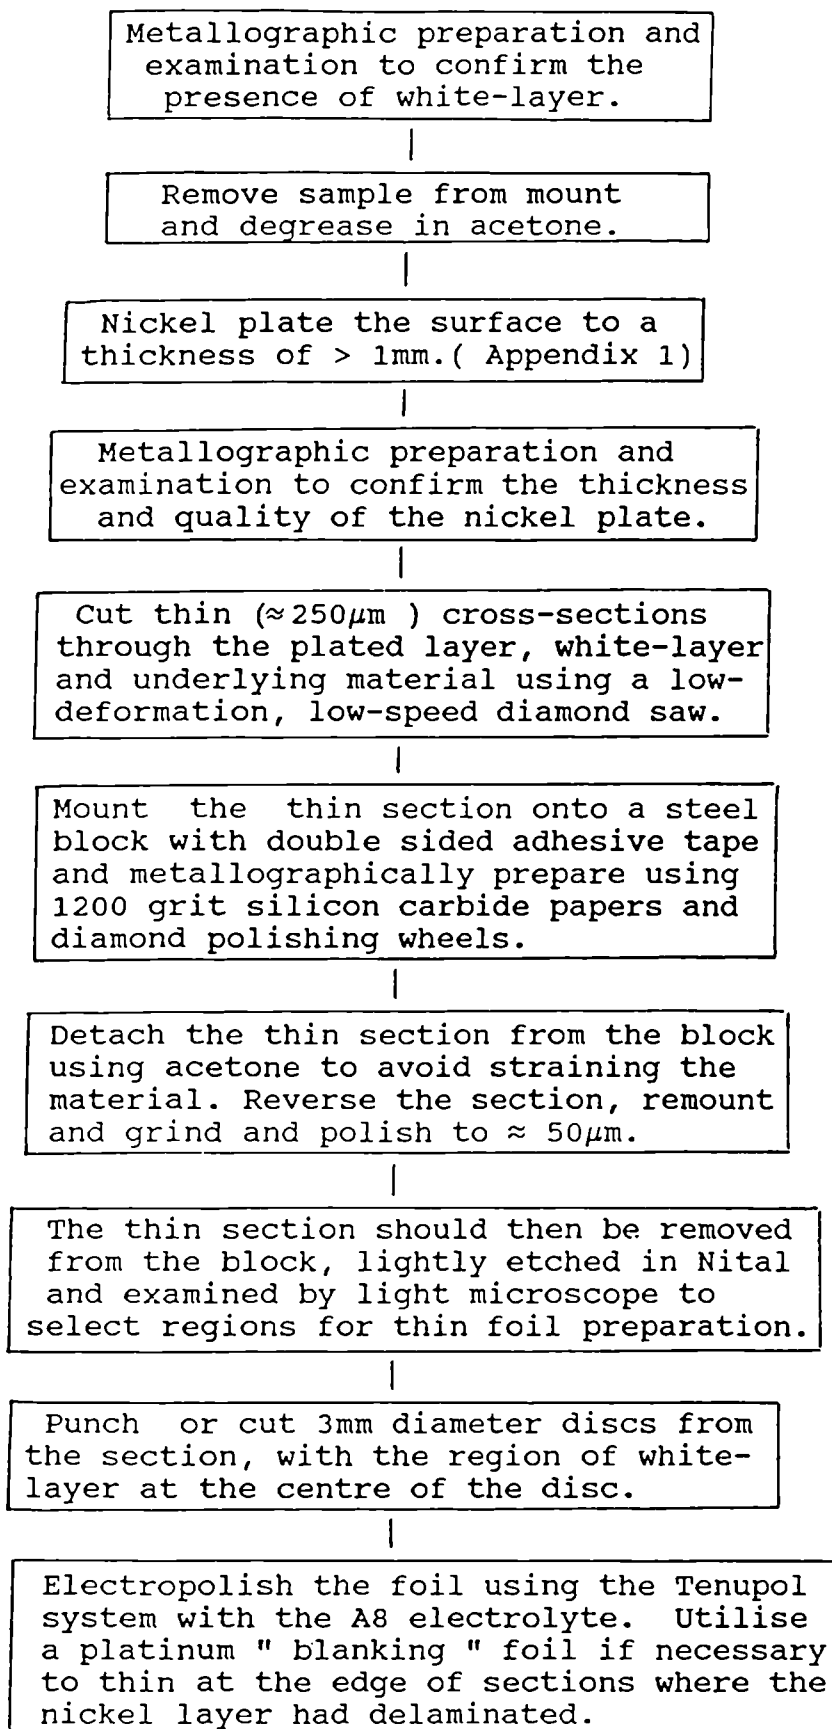 Metallographic preparation and
examination to confirm the
presence of white-layer.
Remove sample from mount
and degrease in acetone.
Nickel plate the surface to a
thickness of > 1mm.( Appendix 1)
Metallographic preparation and
examination to confirm the thickness
and quality of the nickel plate.
Cut thin (≈250μm ) cross-sections
through the plated layer, white-layer
and underlying material using a low-
deformation, low-speed diamond saw.
Mount the thin section onto a steel
block with double sided adhesive tape
and metallographically prepare using
1200 grit silicon carbide papers and
diamond polishing wheels.
Detach the thin section from the block
using acetone to avoid straining the
material. Reverse the section, remount
and grind and polish to ≈ 50μm.
The thin section should then be removed
from the block, lightly etched in Nital
and examined by light microscope to
select regions for thin foil preparation.
Punch or cut 3mm diameter discs from
the section, with the region of white-
layer at the centre of the disc.
Electropolish the foil using the Tenupol
system with the A8 electrolyte. Utilise
a platinum " blanking " foil if necessary
to thin at the edge of sections where the
nickel layer had delaminated.